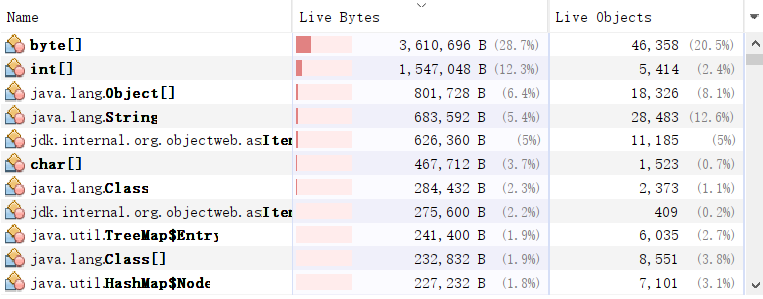 Name Live Bytes Live Objects
byte[] 3,610,696 B (28.7%) 46,358 (20.5%)
int[] 1,547,048 B (12.3%) 5,414 (2.4%)
java.lang.Object[] 801,728 B (6.4%) 18,326 (8.1%)
java.lang.String 683,592 B (5.4%) 28,483 (12.6%)
jdk.internal.org.objectweb.asItem 626,360 B (5%) 11,185 (5%)
char[] 467,712 B (3.7%) 1,523 (0.7%)
java.lang.Class 284,432 B (2.3%) 2,373 (1.1%)
jdk.internal.org.objectweb.asItem 275,600 B (2.2%) 409 (0.2%)
java.util.TreeMap$Entry 241,400 B (1.9%) 6,035 (2.7%)
java.lang.Class[] 232,832 B (1.9%) 8,551 (3.8%)
java.util.HashMap$Node 227,232 B (1.8%) 7,101 (3.1%)